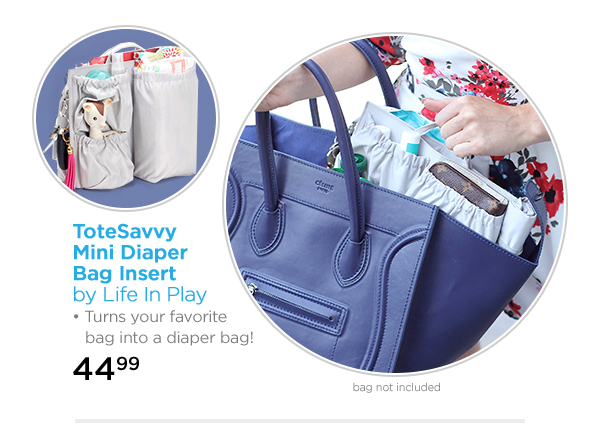 ToteSavvy
Mini Diaper
Bag Insert
by Life In Play
• Turns your favorite
bag into a diaper bag!
44.99
bag not included